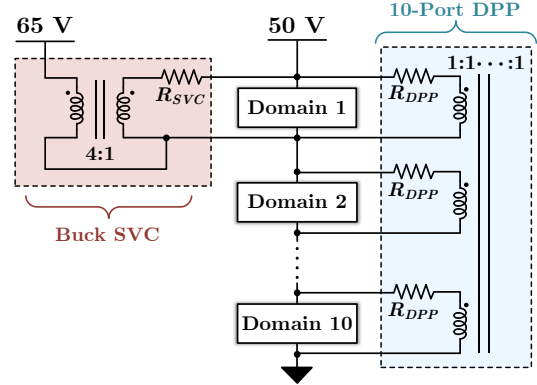 10-Port DPP
65 V
50 V
1:1· · ·:1
R_SVC
R_DPP
Domain 1
4:1
Domain 2
R_DPP
Buck SVC
R_DPP
Domain 10